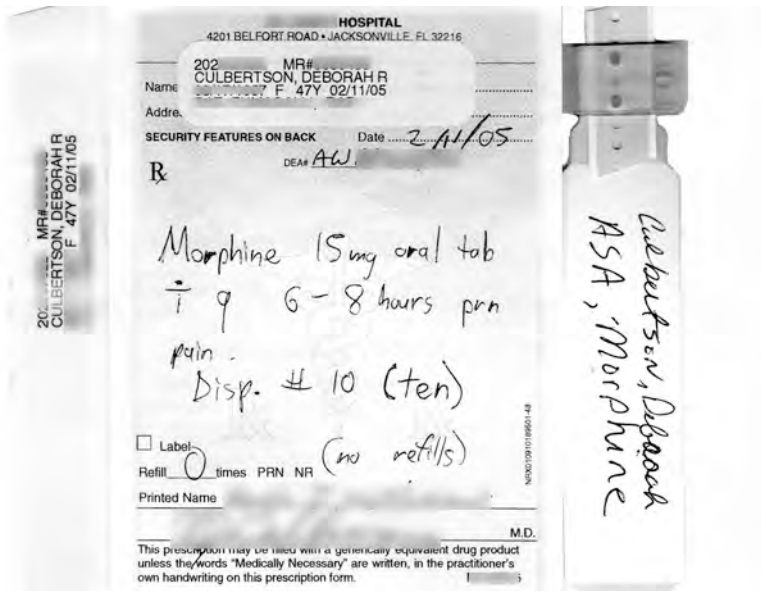 HOSPITAL
4201 BELFORT ROAD • JACKSONVILLE, FL 32216
202 MR#
CULBERTSON, DEBORAH R
F 47Y 02/11/05
Name
Addre
SECURITY FEATURES ON BACK Date 2/11/05
DEA# AW
Rx
Morphine 15mg oral tab
i q 6-8 hours prn
pain.
Disp. # 10 (ten)
Label
(no refills)
Refill 0 times PRN NR
Printed Name
M.D.
This prescription may be filled with a generically equivalent drug product
unless the words "Medically Necessary" are written, in the practitioner's
own handwriting on this prescription form.
20 MR#
CULBERTSON, DEBORAH R
F 47Y 02/11/05
Culbertson, Deborah
ASA, Morphine